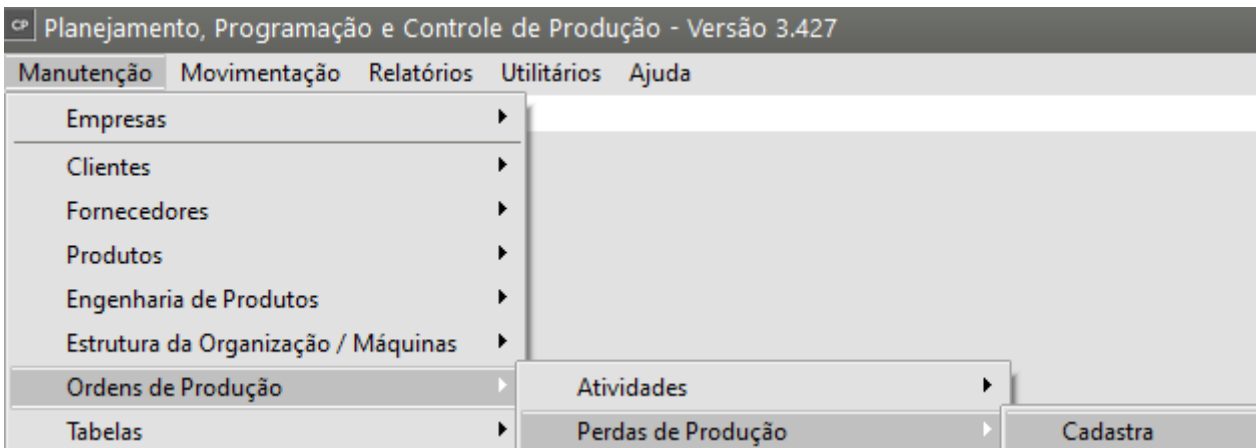 CP Planejamento, Programação e Controle de Produção - Versão 3.427
Manutenção Movimentação Relatórios Utilitários Ajuda
Empresas
Clientes
Fornecedores
Produtos
Engenharia de Produtos
Estrutura da Organização / Máquinas
Ordens de Produção Atividades
Tabelas Perdas de Produção Cadastra